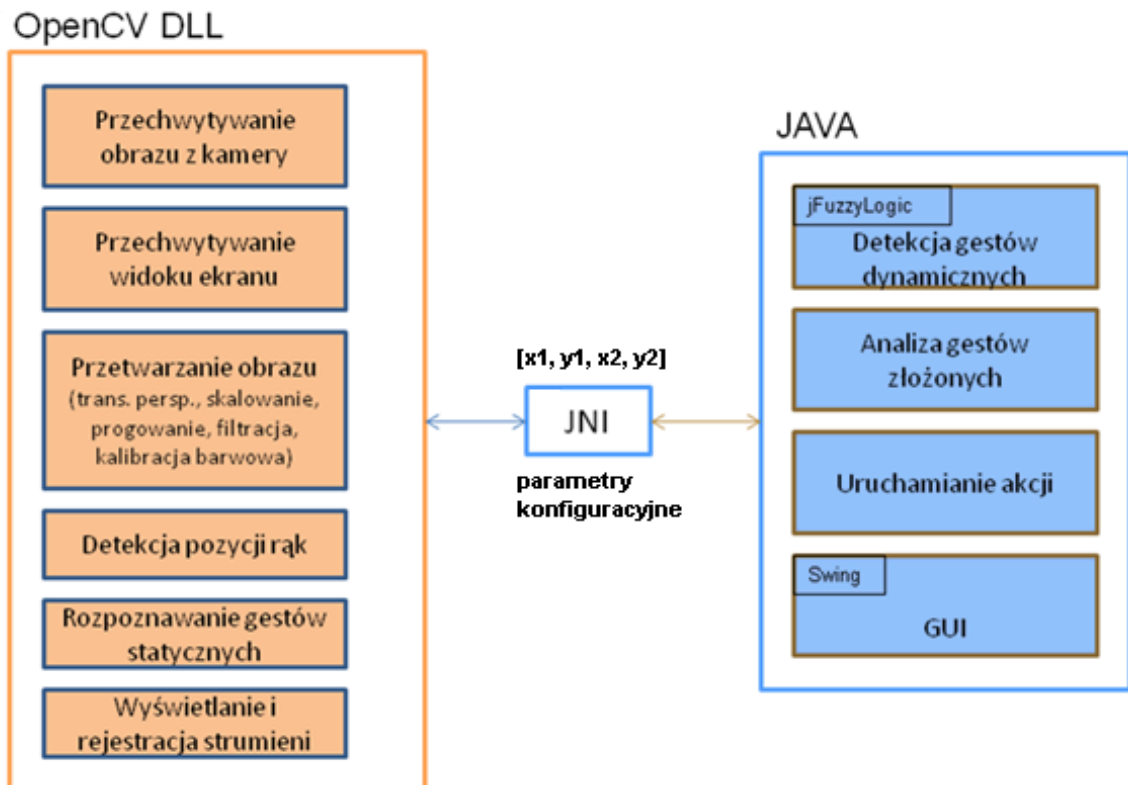 OpenCV DLL
Przechwytywanie
obrazu z kamery
Przechwytywanie
widoku ekranu
Przetwarzanie obrazu
(trans. persp., skalowanie,
progowanie, filtracja,
kalibracja barwowa)
Detekcja pozycji rąk
Rozpoznawanie gestów
statycznych
Wyświetlanie i
rejestracja strumieni
[x1, y1, x2, y2]
JNI
parametry
konfiguracyjne
JAVA
jFuzzyLogic
Detekcja gestów
dynamicznych
Analiza gestów
złożonych
Uruchamianie akcji
Swing
GUI